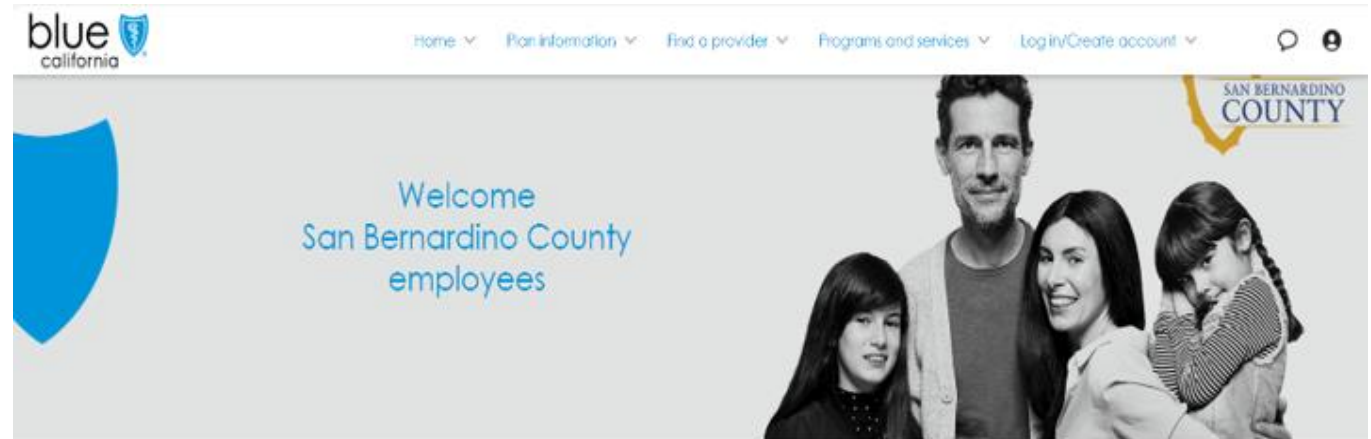 blue
california
Home
Plan information
Find a provider
Programs and services
Log in/Create account
SAN BERNARDINO
COUNTY
Welcome
San Bernardino County
employees